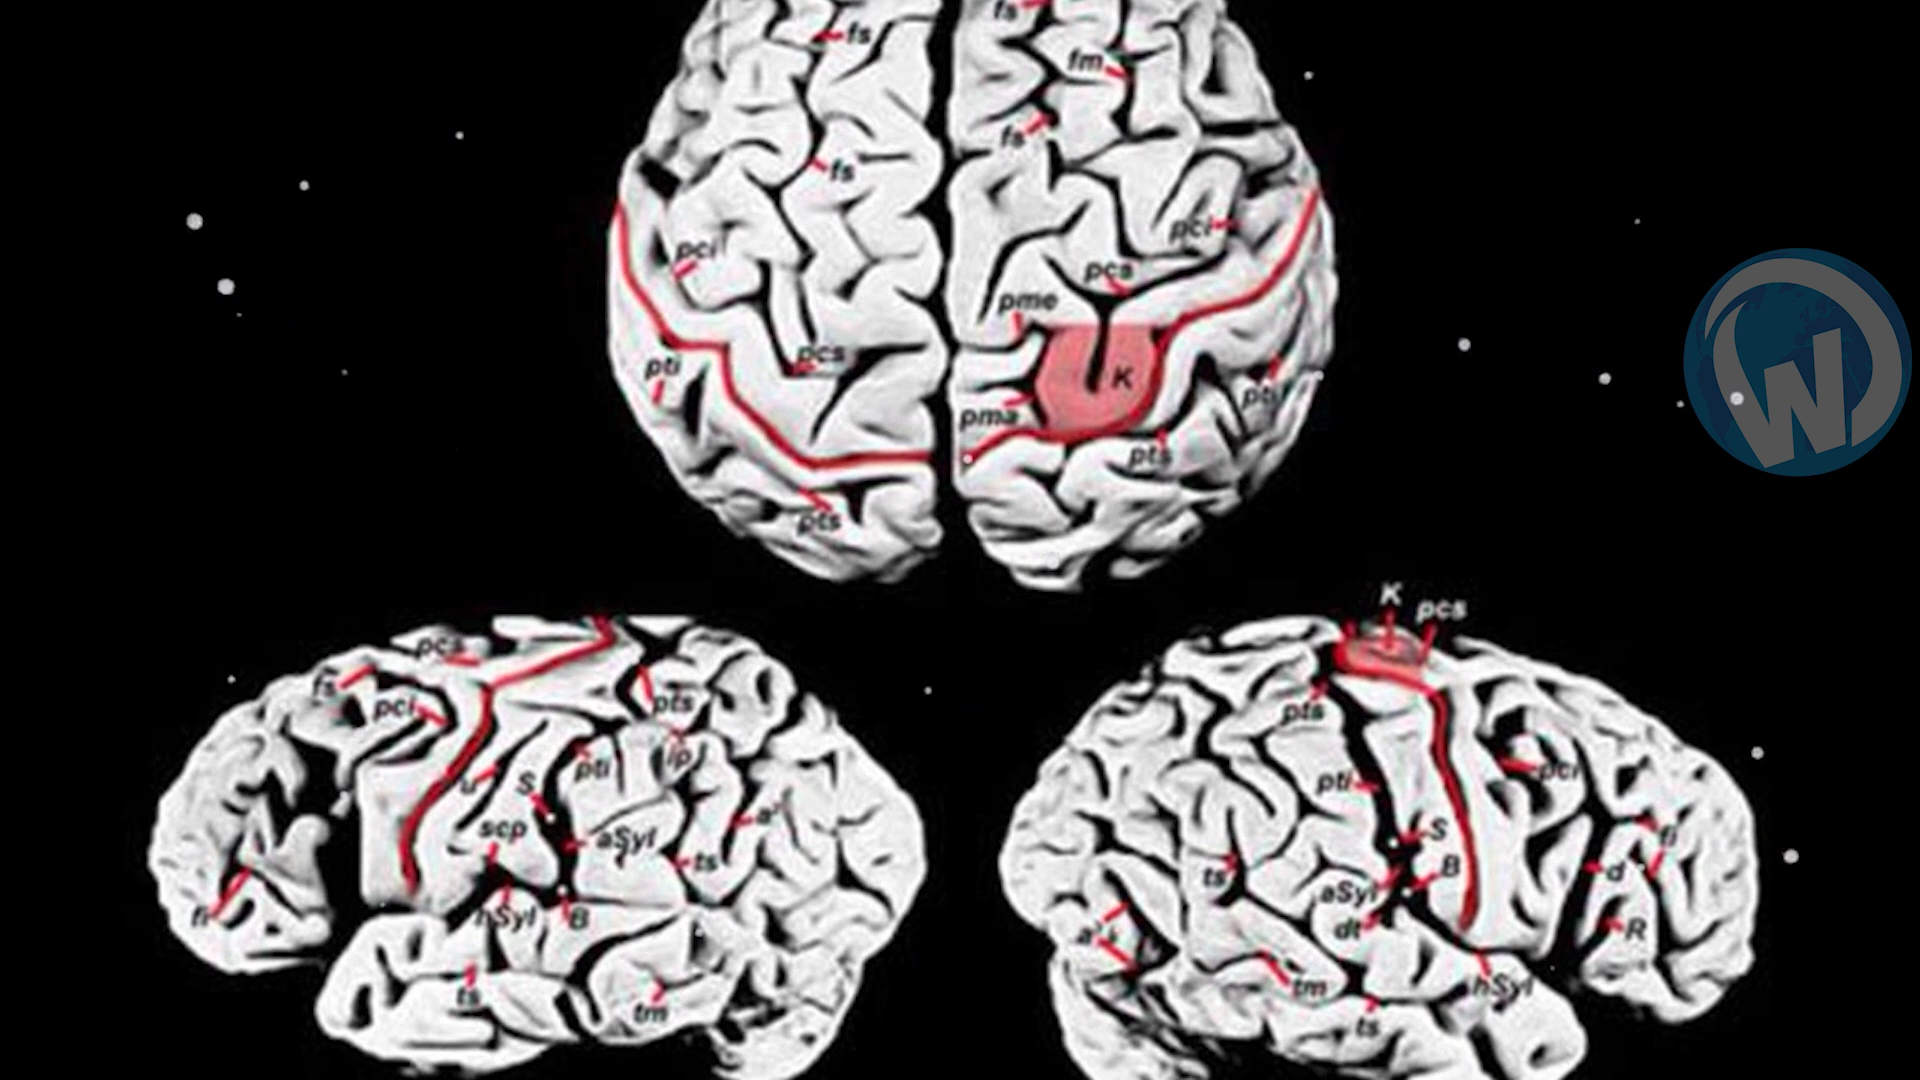 fs
fs
fm
fs
fs
pci
pci
pcs
pme
pcs
pti
K
pti
pma
pts
pts
K
pcs
pcs
fs
pci
pts
pts
ip
pti
pti
pci
S
a³
scp
S
fi
aSyl
B
ts
d
ts
aSyl
hSyl
B
dt
R
fi
ts
tm
tm
hSyl
ts
W